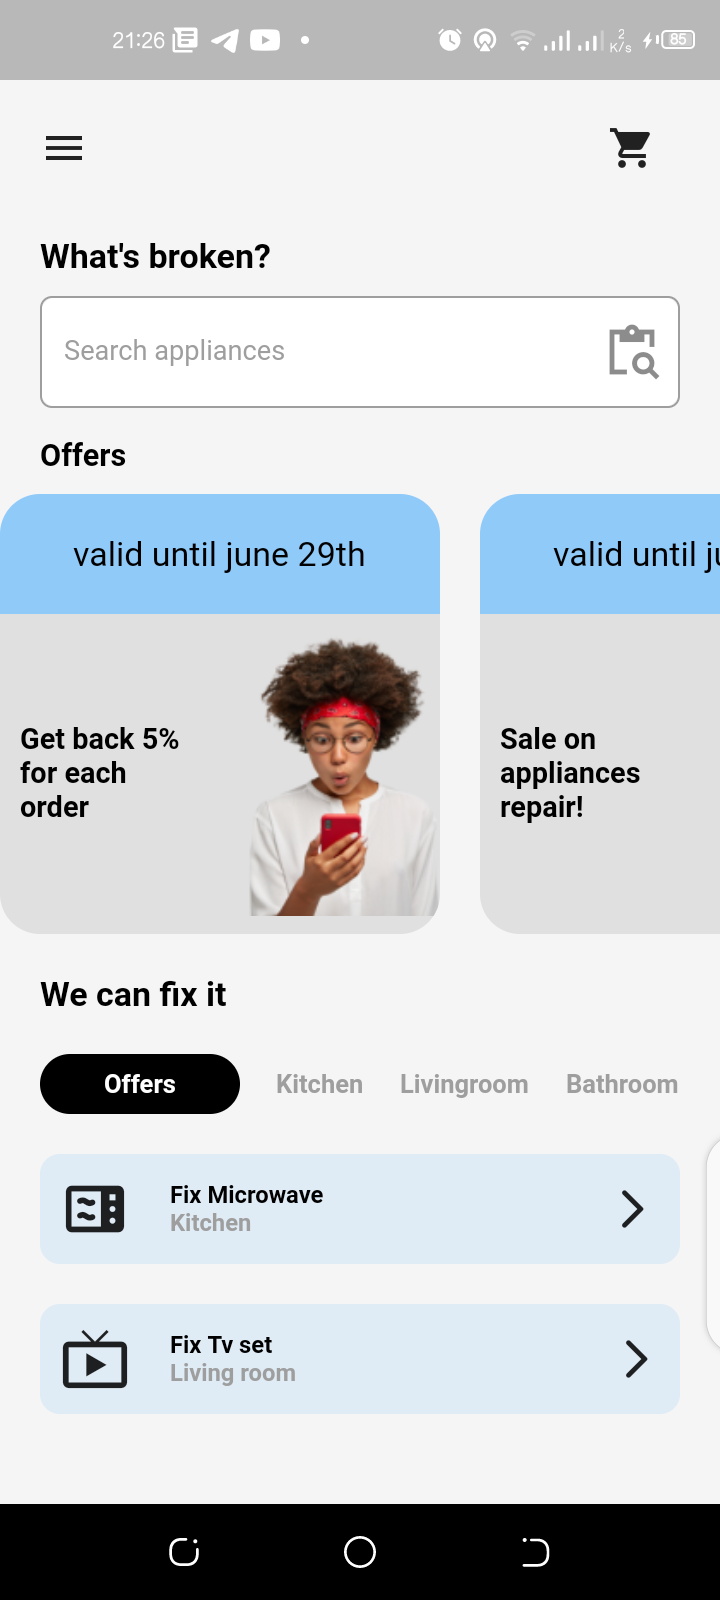 21:26
2
K/s
85
What's broken?
Search appliances
Offers
valid until june 29th
valid until ju
Get back 5%
for each
order
Sale on
appliances
repair!
We can fix it
Offers
Kitchen
Livingroom
Bathroom
Fix Microwave
Kitchen
Fix Tv set
Living room